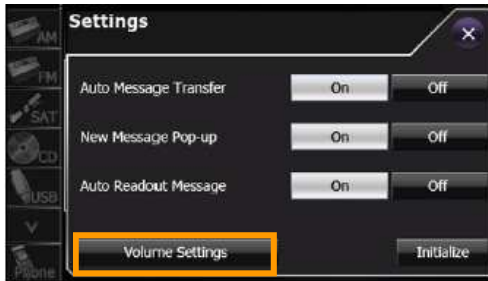 Settings
AM
FM
SAT
CD
USB
Phone
Auto Message Transfer On Off
New Message Pop-up On Off
Auto Readout Message On Off
Volume Settings Initialize